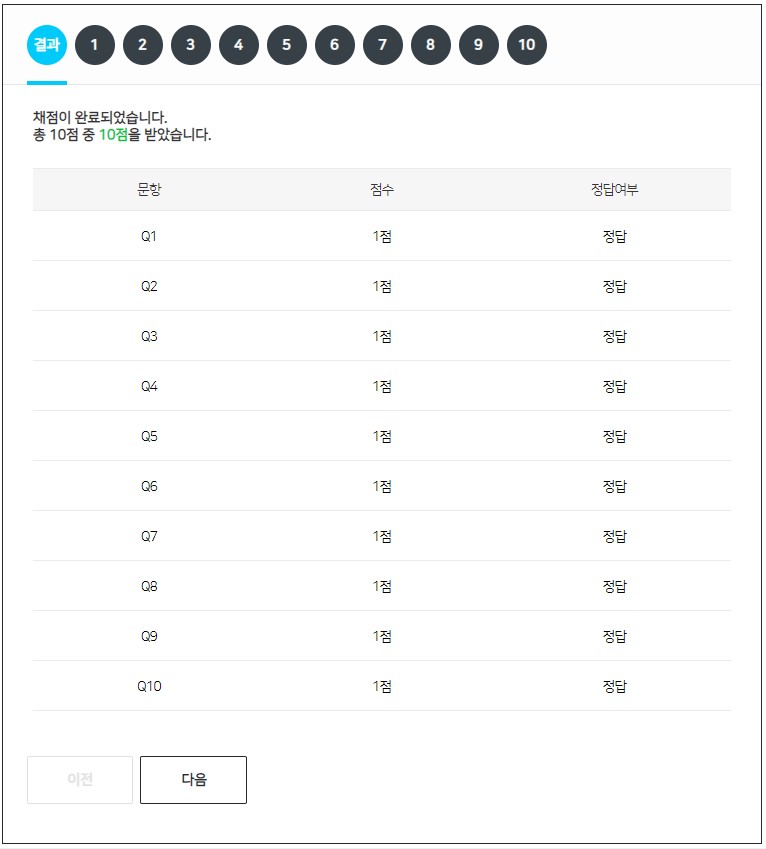 결과 1 2 3 4 5 6 7 8 9 10
채점이 완료되었습니다.
총 10점 중 10점을 받았습니다.
문항 점수 정답여부
Q1 1점 정답
Q2 1점 정답
Q3 1점 정답
Q4 1점 정답
Q5 1점 정답
Q6 1점 정답
Q7 1점 정답
Q8 1점 정답
Q9 1점 정답
Q10 1점 정답
이전 다음